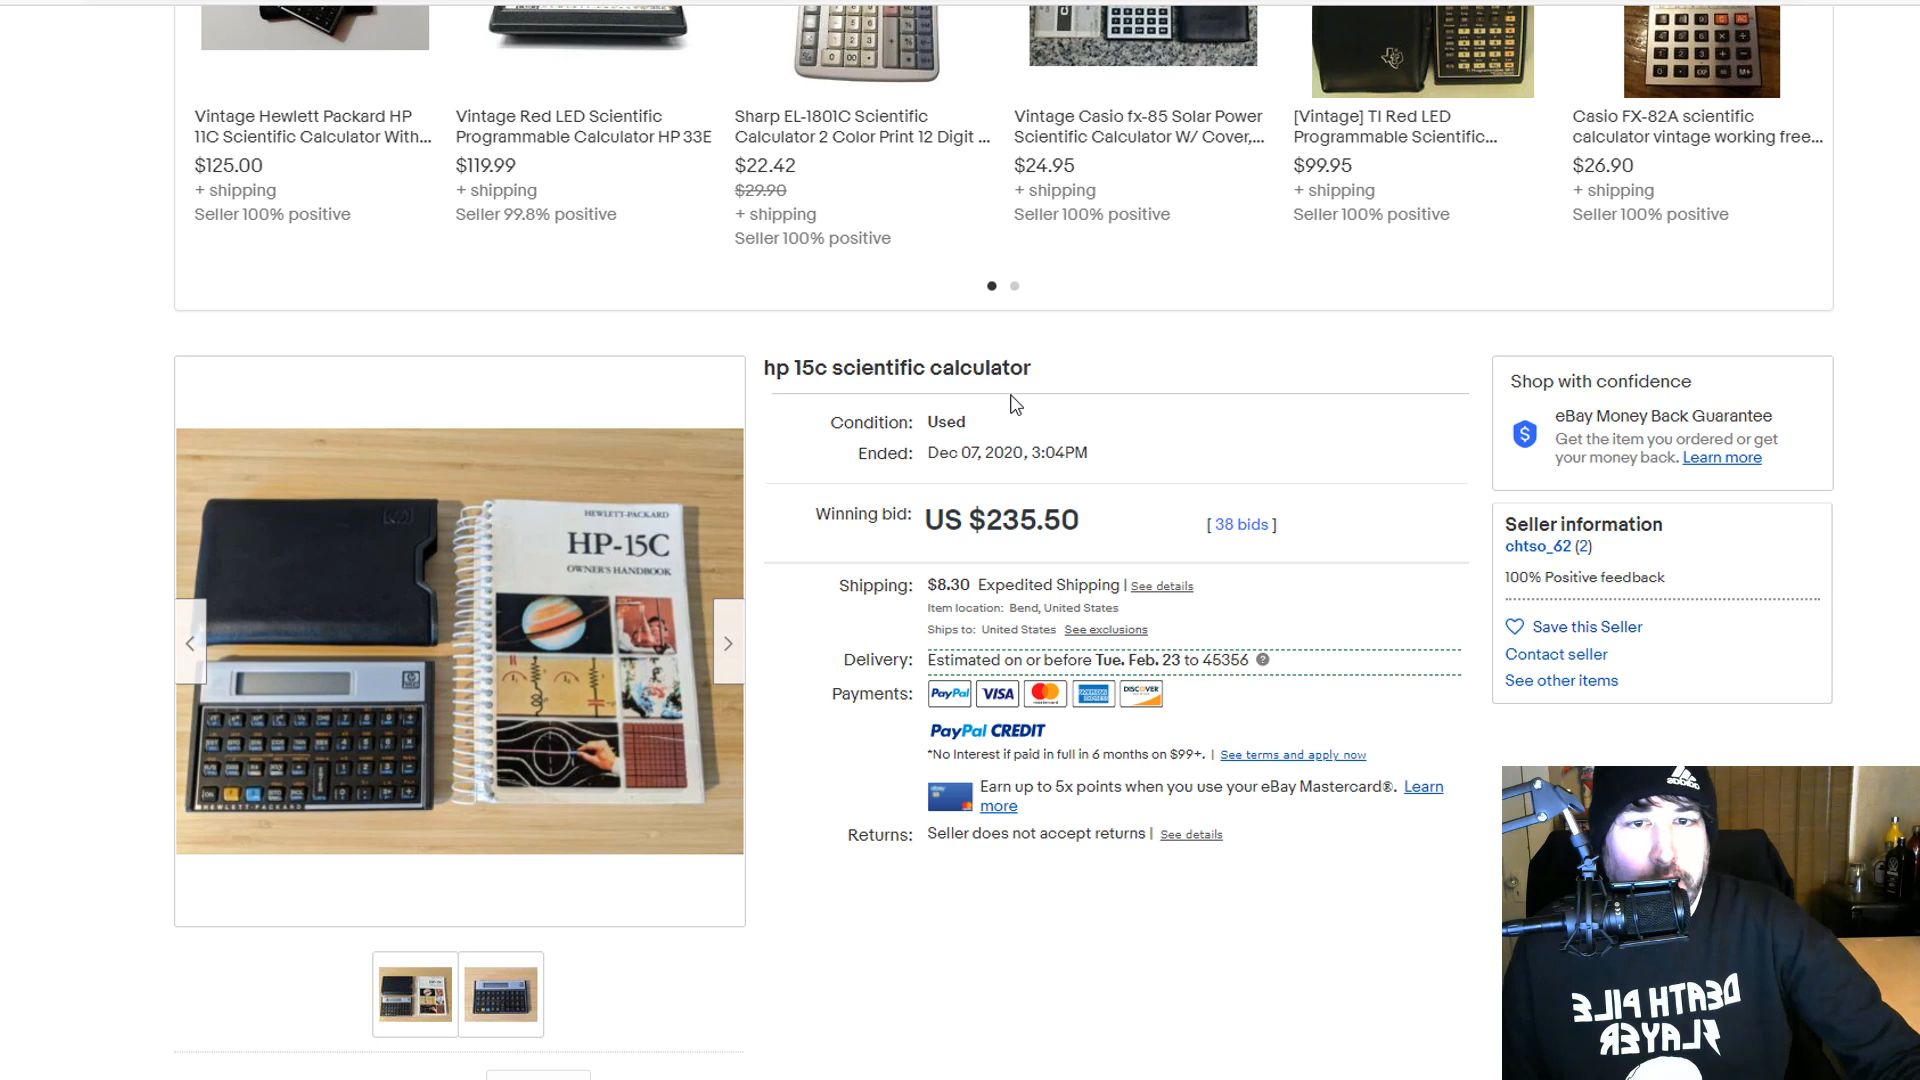 Vintage Hewlett Packard HP
11C Scientific Calculator With...
$125.00
+ shipping
Seller 100% positive
Vintage Red LED Scientific
Programmable Calculator HP 33E
$119.99
+ shipping
Seller 99.8% positive
Sharp EL-1801C Scientific
Calculator 2 Color Print 12 Digit ...
$22.42
$29.90
+ shipping
Seller 100% positive
Vintage Casio fx-85 Solar Power
Scientific Calculator W/ Cover,...
$24.95
+ shipping
Seller 100% positive
[Vintage] TI Red LED
Programmable Scientific...
$99.95
+ shipping
Seller 100% positive
Casio FX-82A scientific
calculator vintage working free...
$26.90
+ shipping
Seller 100% positive
HEWLETT-PACKARD
HP-15C
OWNER'S HANDBOOK
HEWLETT-PACKARD
hp 15c scientific calculator
Condition: Used
Ended: Dec 07, 2020, 3:04PM
Winning bid: US $235.50 [ 38 bids ]
Shipping: $8.30 Expedited Shipping | See details
Item location: Bend, United States
Ships to: United States See exclusions
Delivery: Estimated on or before Tue. Feb. 23 to 45356
Payments: PayPal VISA mastercard DISCOVER
PayPal CREDIT
*No Interest if paid in full in 6 months on $99+. | See terms and apply now
Earn up to 5x points when you use your eBay Mastercard®. Learn
more
Returns: Seller does not accept returns | See details
Shop with confidence
eBay Money Back Guarantee
Get the item you ordered or get
your money back. Learn more
Seller information
chtso_62 (2)
100% Positive feedback
Save this Seller
Contact seller
See other items
adidas
DEATH PILE
SLAYER